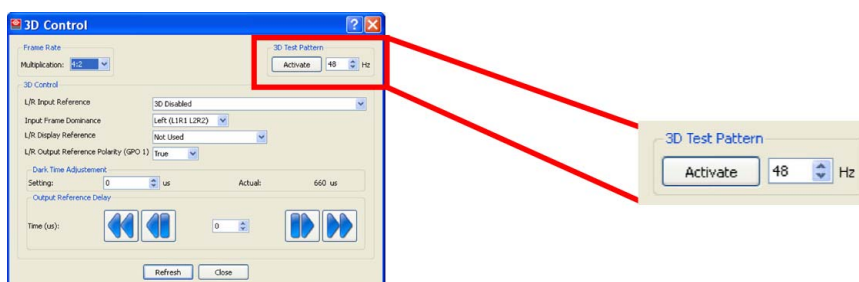 3D Control
Frame Rate
Multiplication: 4:2
3D Test Pattern
Activate 48 Hz
3D Control
L/R Input Reference 3D Disabled
Input Frame Dominance Left (L1R1 L2R2)
L/R Display Reference Not Used
L/R Output Reference Polarity (GPO 1) True
Dark Time Adjustement
Setting: 0 us Actual: 660 us
Output Reference Delay
Time (us): 0
Refresh Close
3D Test Pattern
Activate 48 Hz